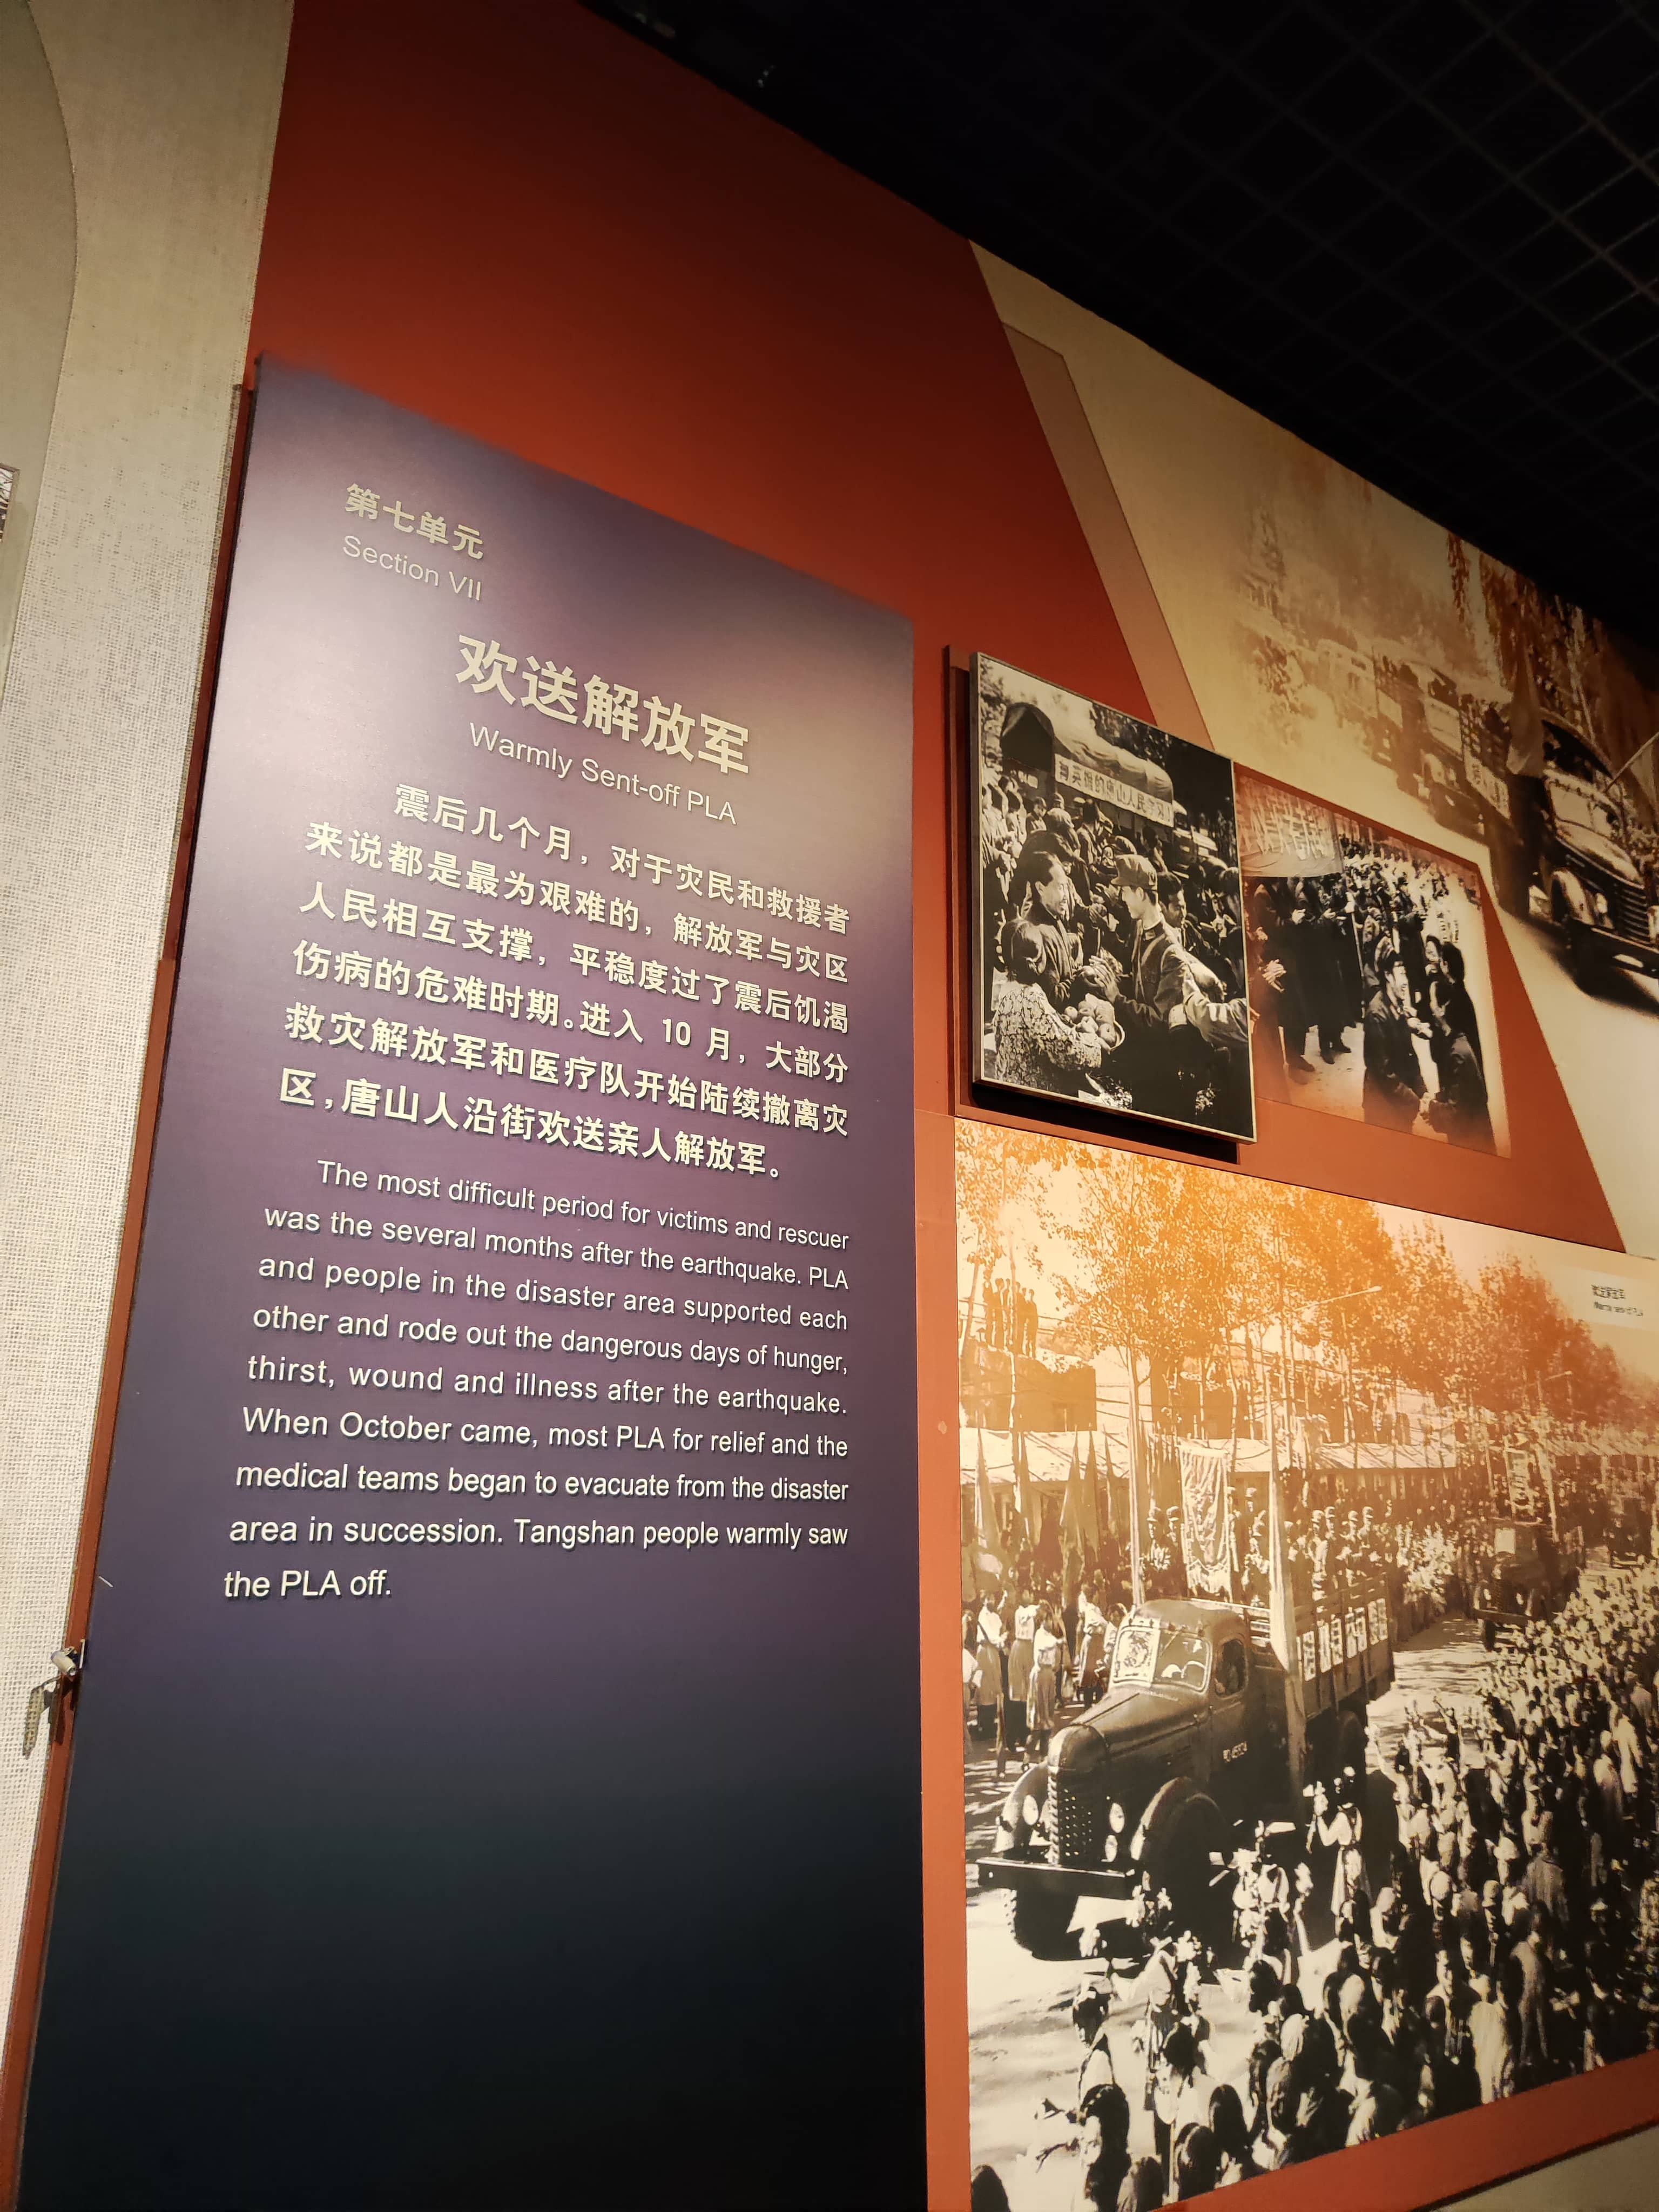 第七单元
Section VII
欢送解放军
Warmly Sent-off PLA
震后几个月，对于灾民和救援者
来说都是最为艰难的，解放军与灾区
人民相互支撑，平稳度过了震后饥渴
伤病的危难时期。进入 10 月，大部分
救灾解放军和医疗队开始陆续撤离灾
区，唐山人沿街欢送亲人解放军。
The most difficult period for victims and rescuer
was the several months after the earthquake. PLA
and people in the disaster area supported each
other and rode out the dangerous days of hunger,
thirst, wound and illness after the earthquake.
When October came, most PLA for relief and the
medical teams began to evacuate from the disaster
area in succession. Tangshan people warmly saw
the PLA off.
英雄的唐山人民